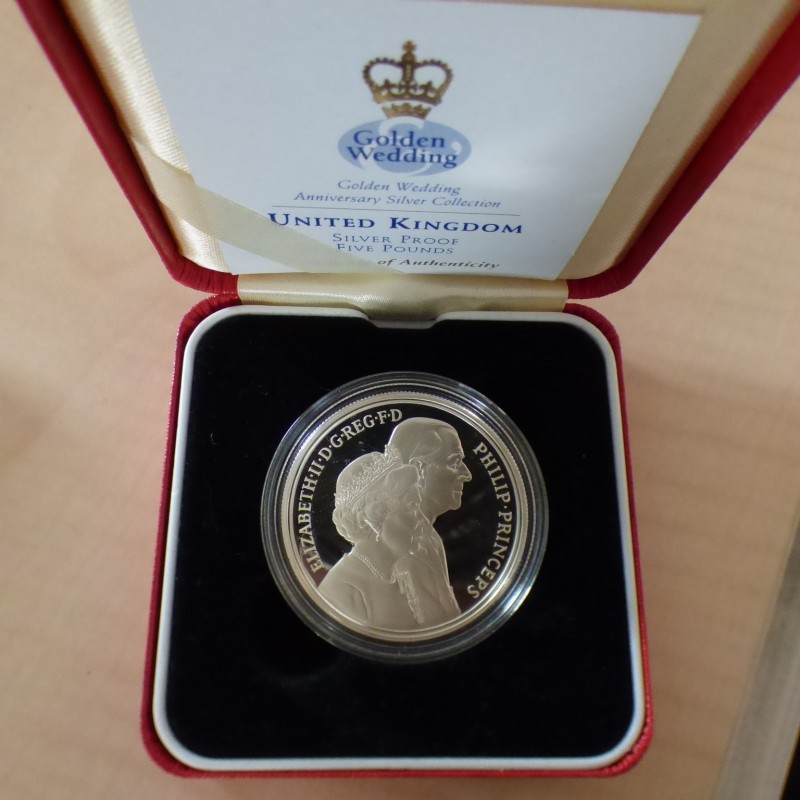 Golden
Wedding
Golden Wedding
Anniversary Silver Collection
UNITED KINGDOM
SILVER PROOF
FIVE POUNDS
of Authenticity
ELIZABETH·II·D·G·REG·F·D
PHILIP·PRINCEPS